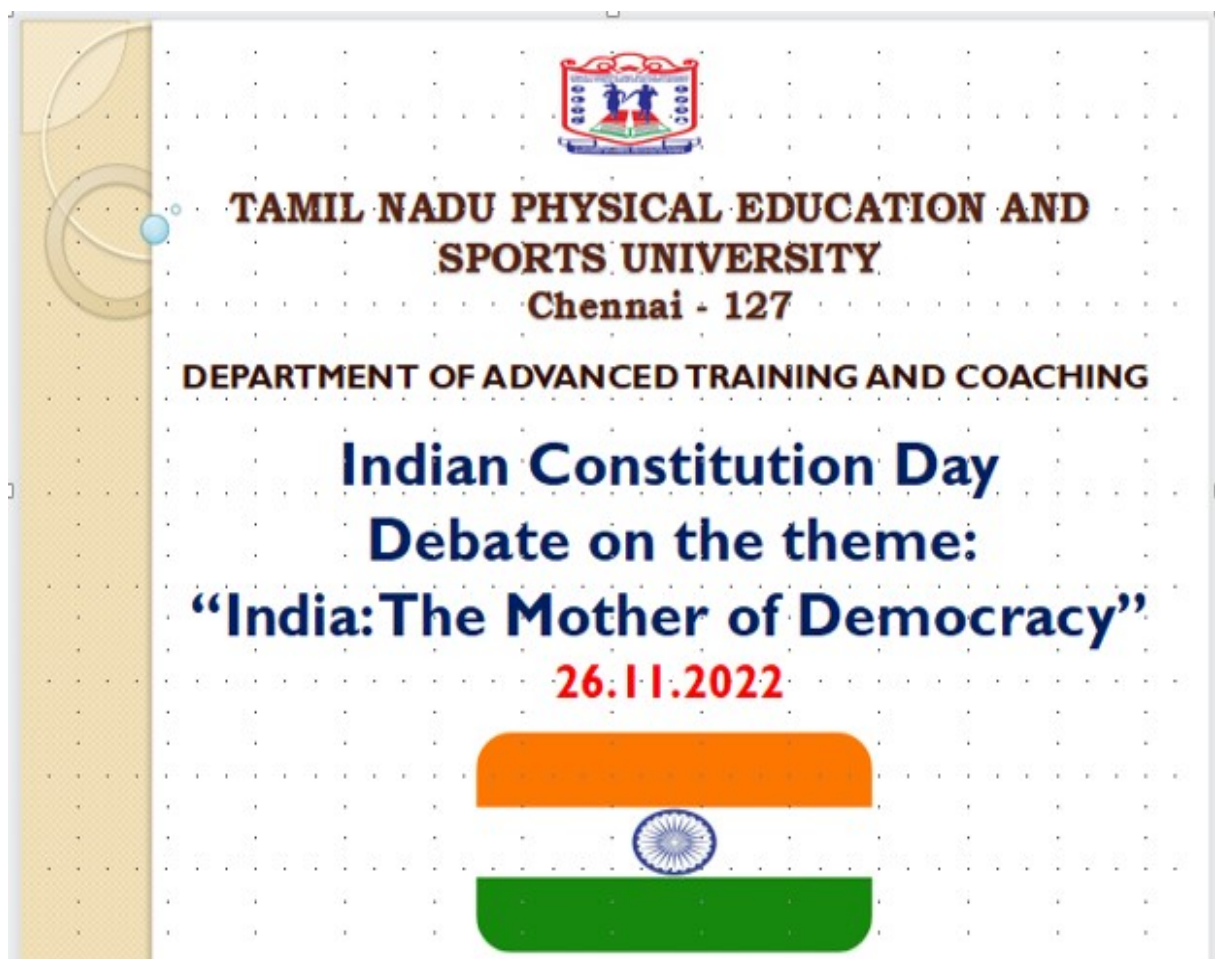 TAMIL NADU PHYSICAL EDUCATION AND
SPORTS UNIVERSITY
Chennai - 127
DEPARTMENT OF ADVANCED TRAINING AND COACHING
Indian Constitution Day
Debate on the theme:
“India: The Mother of Democracy”
26.11.2022